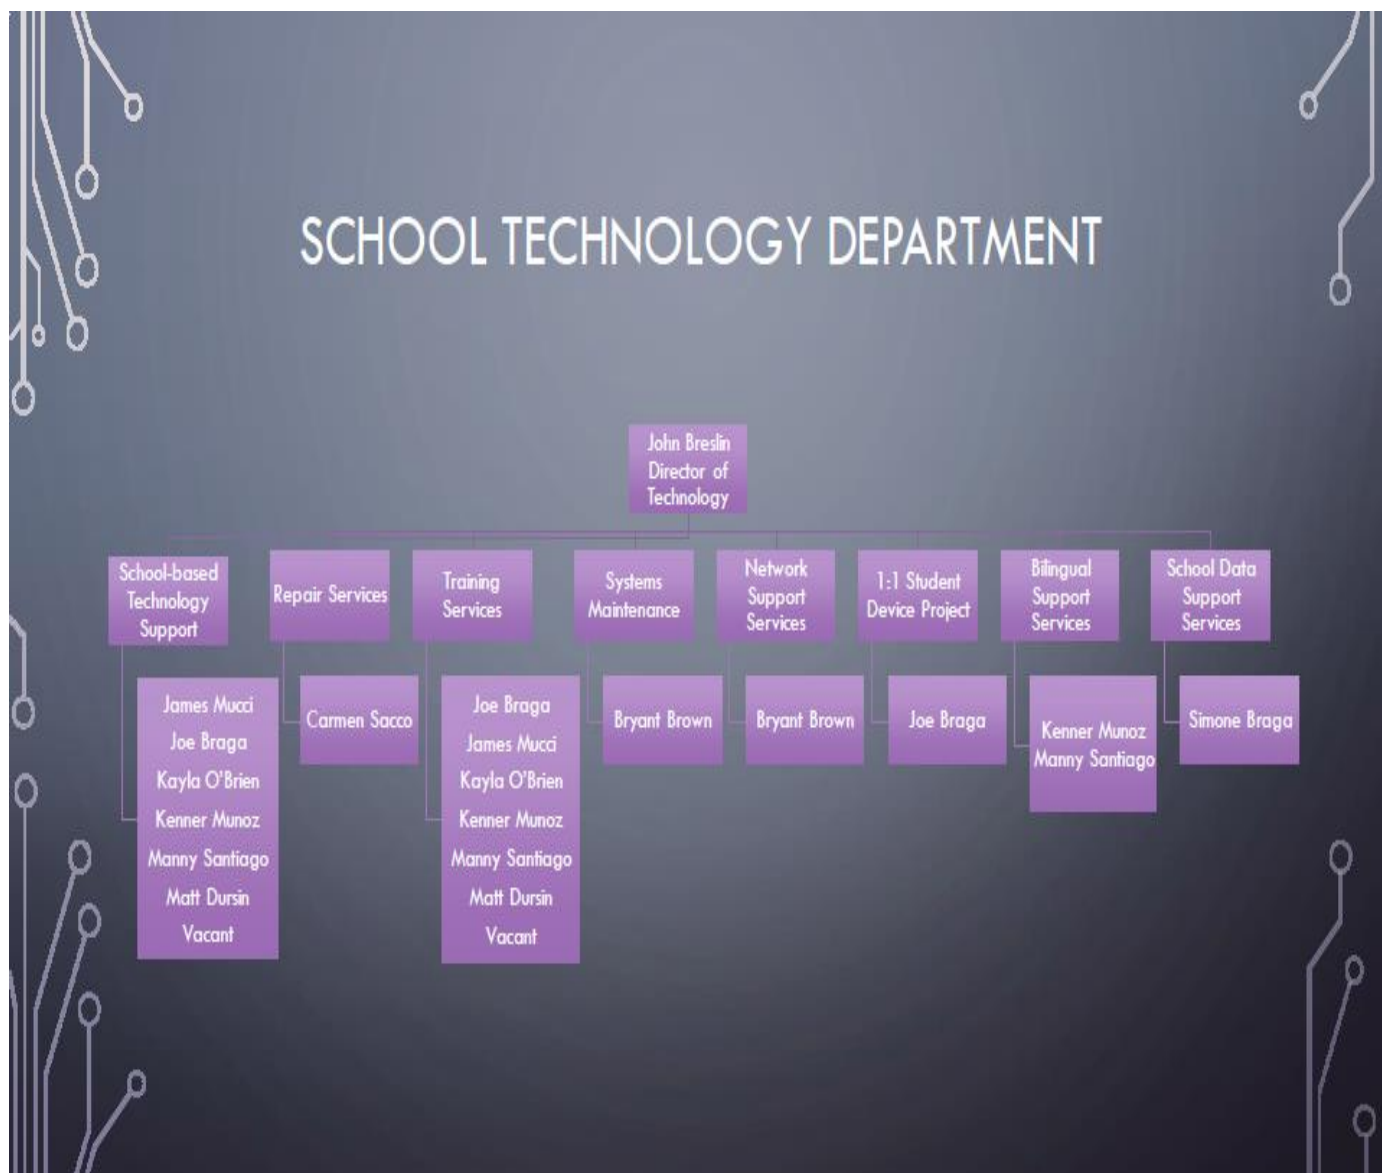 SCHOOL TECHNOLOGY DEPARTMENT
John Breslin
Director of
Technology
School-based
Technology
Support
James Mucci
Joe Braga
Kayla O'Brien
Kenner Munoz
Manny Santiago
Matt Dursin
Vacant
Repair Services
Carmen Sacco
Training
Services
Joe Braga
James Mucci
Kayla O'Brien
Kenner Munoz
Manny Santiago
Matt Dursin
Vacant
Systems
Maintenance
Bryant Brown
Network
Support
Services
Bryant Brown
1:1 Student
Device Project
Joe Braga
Bilingual
Support
Services
Kenner Munoz
Manny Santiago
School Data
Support
Services
Simone Braga